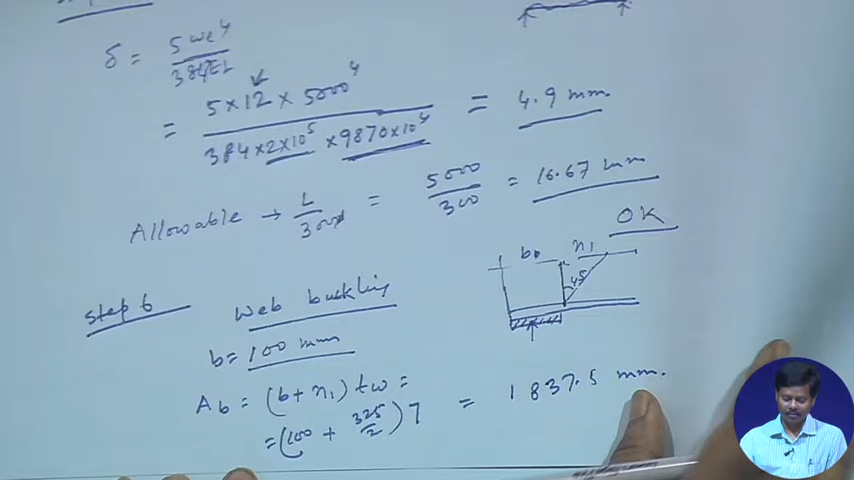 δ = 5wl⁴ / 384EI
= 5 × 12 × 5000⁴ / 384 × 2 × 10⁵ × 9870 × 10⁴ = 4.9 mm.
Allowable → L / 300 = 5000 / 300 = 16.67 mm
OK
b n1
45
Step 6 Web buckling
b = 100 mm
Ab = (b + n1) tw =
= (100 + 325/2) 7 = 1837.5 mm.